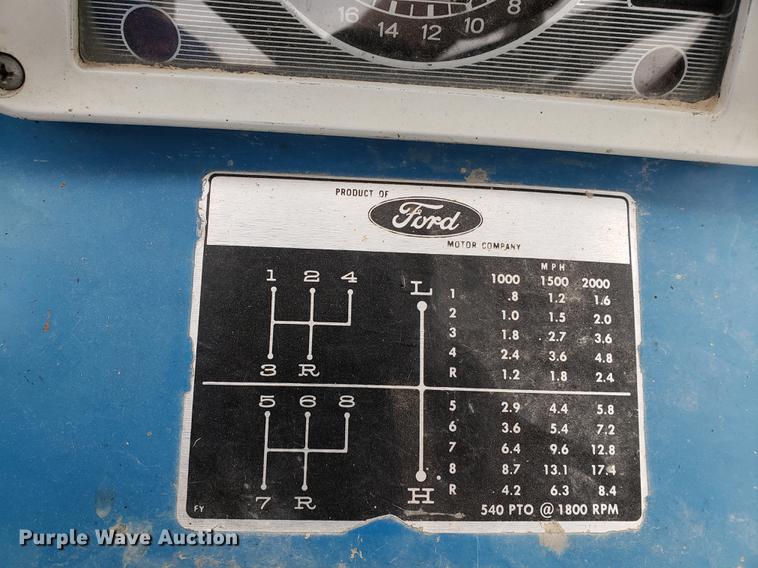 16 14 12 10 8
PRODUCT OF
Ford
MOTOR COMPANY
MPH
1000 1500 2000
1 2 4
L
1 .8 1.2 1.6
2 1.0 1.5 2.0
3 1.8 2.7 3.6
4 2.4 3.6 4.8
3 R
R 1.2 1.8 2.4
5 6 8
5 2.9 4.4 5.8
6 3.6 5.4 7.2
7 6.4 9.6 12.8
8 8.7 13.1 17.4
7 R
H
R 4.2 6.3 8.4
FY
540 PTO @ 1800 RPM
Purple Wave Auction